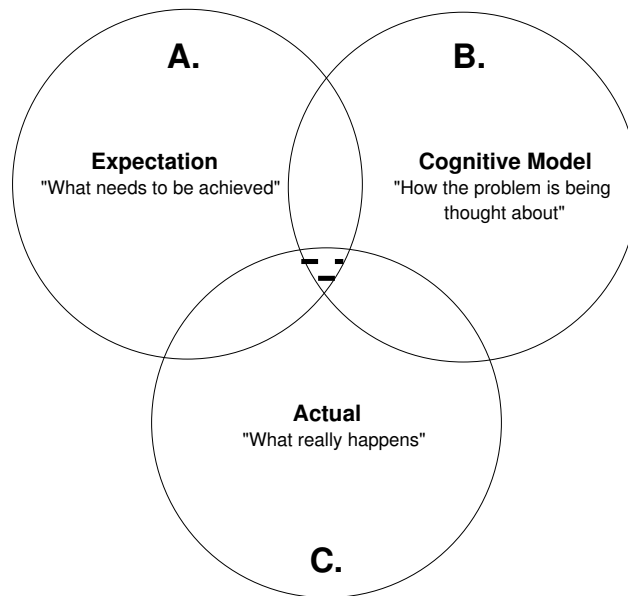 A.
B.
Expectation
"What needs to be achieved"
Cognitive Model
"How the problem is being
thought about"
Actual
"What really happens"
C.